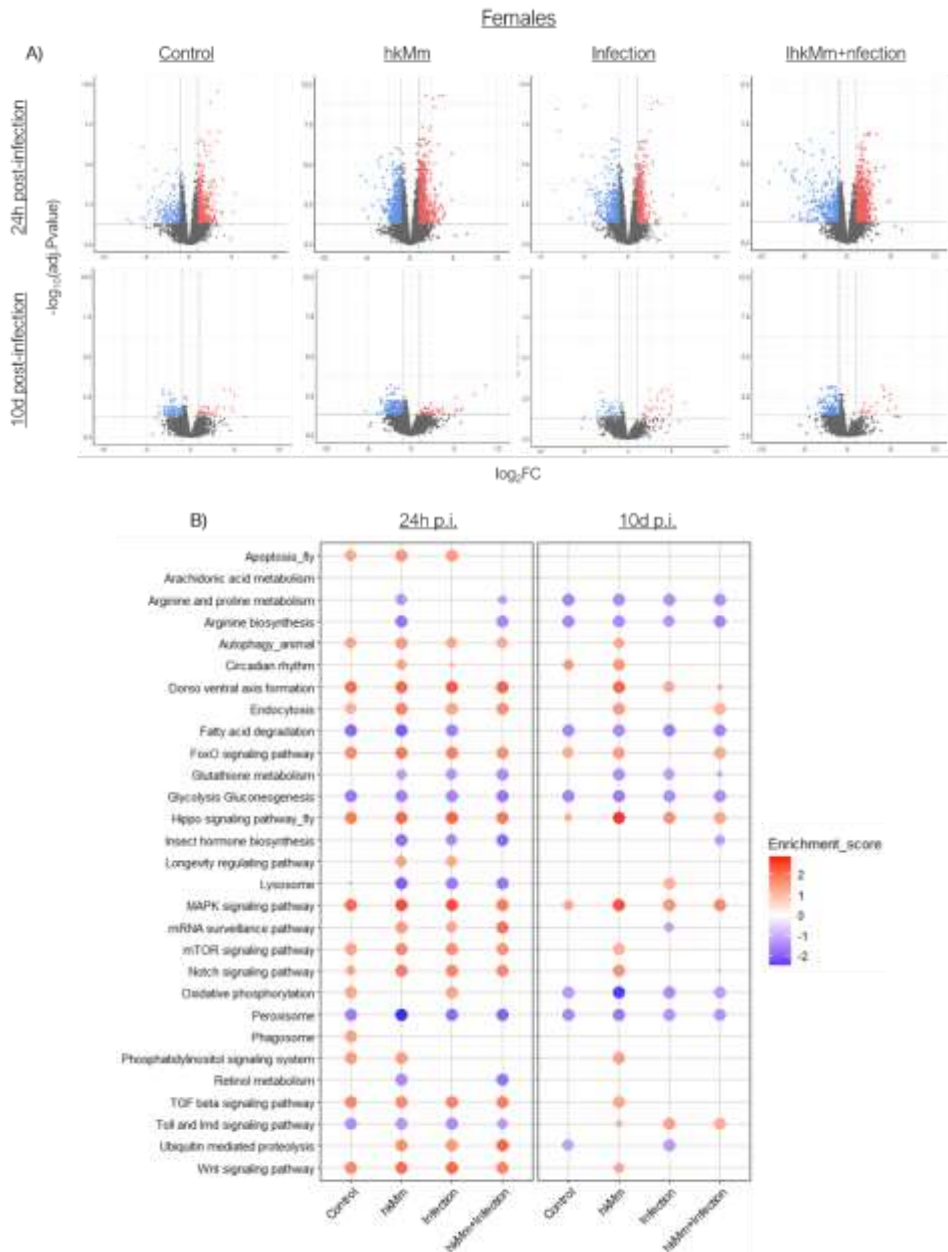 Females
A)
Control
hkMm
Infection
IhkMm+nfection
24h post-infection
10d post-infection
-log10(adj.Pvalue)
log2FC
B)
24h p.i.
10d p.i.
Apoptosis_fly
Arachidonic acid metabolism
Arginine and proline metabolism
Arginine biosynthesis
Autophagy_animal
Circadian rhythm
Dorso ventral axis formation
Endocytosis
Fatty acid degradation
FoxO signaling pathway
Glutathione metabolism
Glycolysis Gluconeogenesis
Hippo signaling pathway_fly
Insect hormone biosynthesis
Longevity regulating pathway
Lysosome
MAPK signaling pathway
mRNA surveillance pathway
mTOR signaling pathway
Notch signaling pathway
Oxidative phosphorylation
Peroxisome
Phagosome
Phosphatidylinositol signaling system
Retinol metabolism
TGF beta signaling pathway
Toll and Imd signaling pathway
Ubiquitin mediated proteolysis
Wnt signaling pathway
Control
hkMm
Infection
hkMm+Infection
Control
hkMm
Infection
hkMm+Infection
Enrichment_score
2
1
0
-1
-2